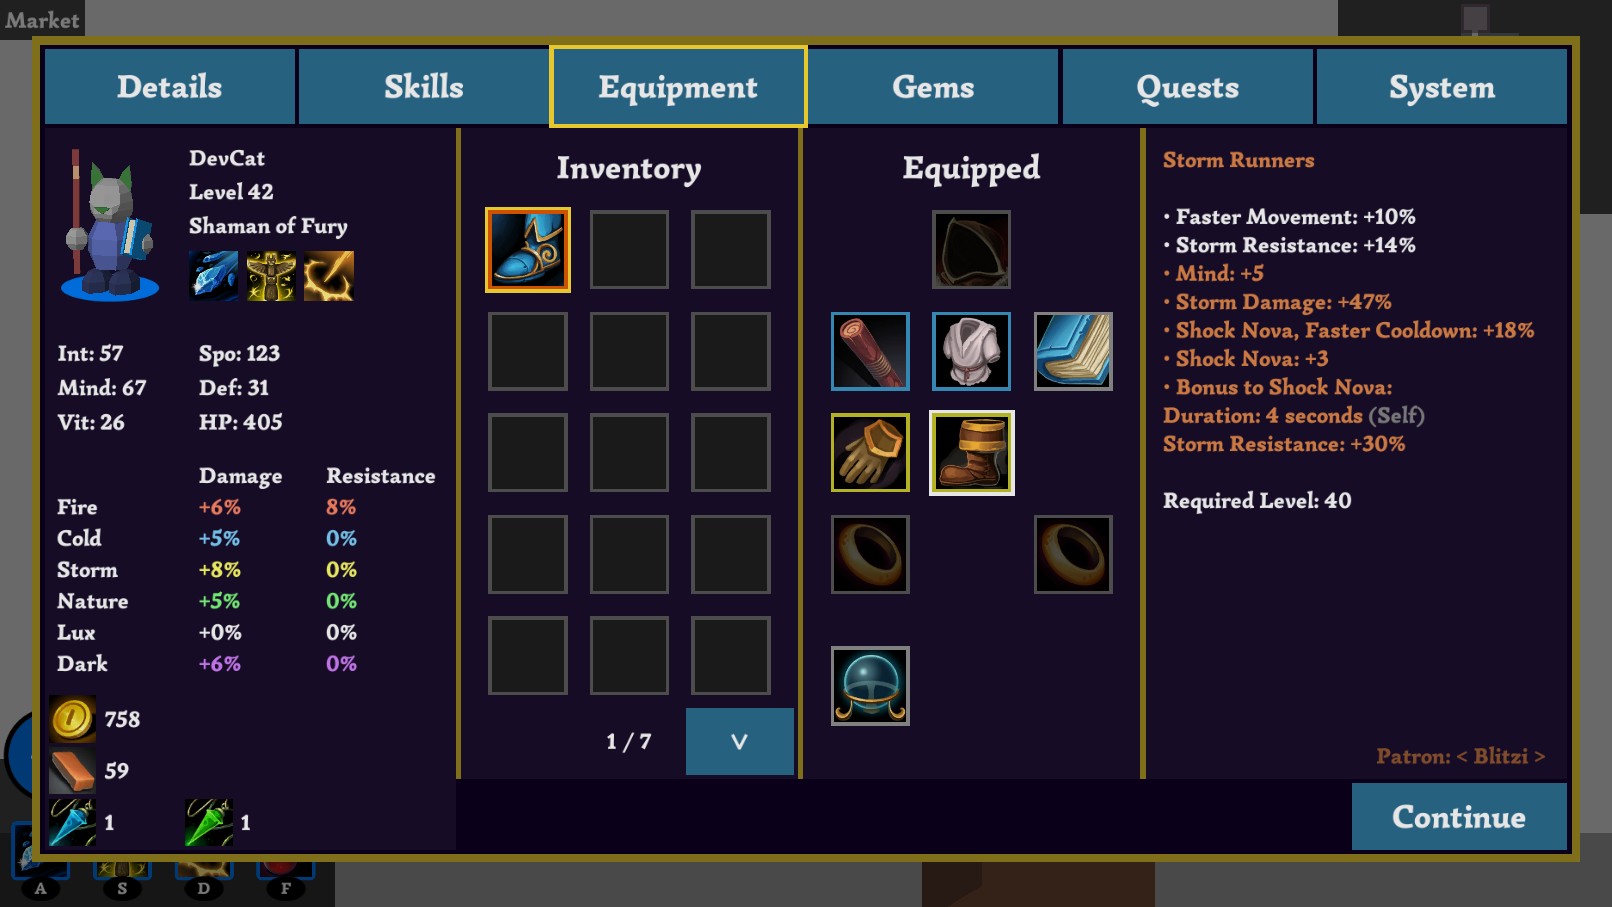 Market
Details Skills Equipment Gems Quests System
DevCat
Level 42
Shaman of Fury
Int: 57 Spo: 123
Mind: 67 Def: 31
Vit: 26 HP: 405
Damage Resistance
Fire +6% 8%
Cold +5% 0%
Storm +8% 0%
Nature +5% 0%
Lux +0% 0%
Dark +6% 0%
758
59
1 1
Inventory
1 / 7 V
Equipped
Storm Runners
• Faster Movement: +10%
• Storm Resistance: +14%
• Mind: +5
• Storm Damage: +47%
• Shock Nova, Faster Cooldown: +18%
• Shock Nova: +3
• Bonus to Shock Nova:
Duration: 4 seconds (Self)
Storm Resistance: +30%
Required Level: 40
Patron: < Blitzi >
Continue
A S D F